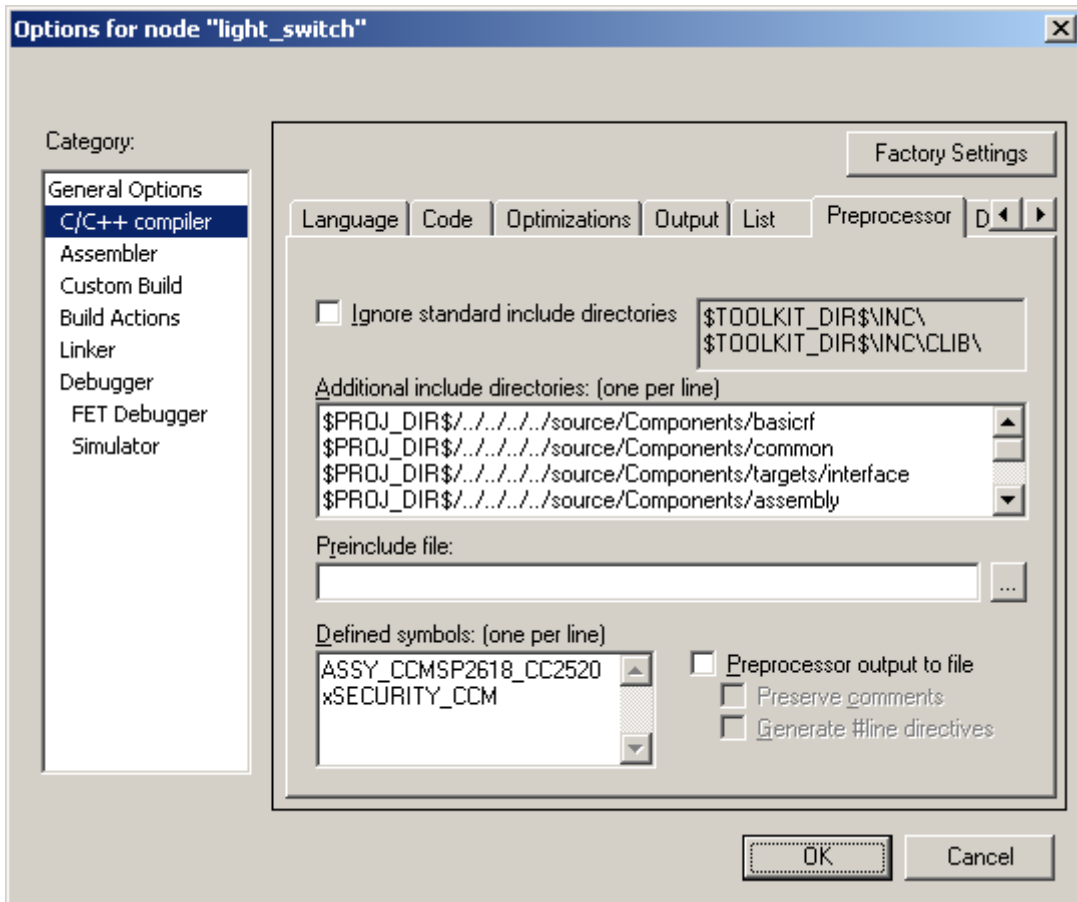 Options for node "light_switch"
Category:
General Options
C/C++ compiler
Assembler
Custom Build
Build Actions
Linker
Debugger
FET Debugger
Simulator
Factory Settings
Language Code Optimizations Output List Preprocessor D
Ignore standard include directories
$TOOLKIT_DIR$\INC\
$TOOLKIT_DIR$\INC\CLIB\
Additional include directories: (one per line)
$PROJ_DIR$/../../../../source/Components/basicrf
$PROJ_DIR$/../../../../source/Components/common
$PROJ_DIR$/../../../../source/Components/targets/interface
$PROJ_DIR$/../../../../source/Components/assembly
Preinclude file:
...
Defined symbols: (one per line)
ASSY_CCMSP2618_CC2520
xSECURITY_CCM
Preprocessor output to file
Preserve comments
Generate #line directives
OK Cancel